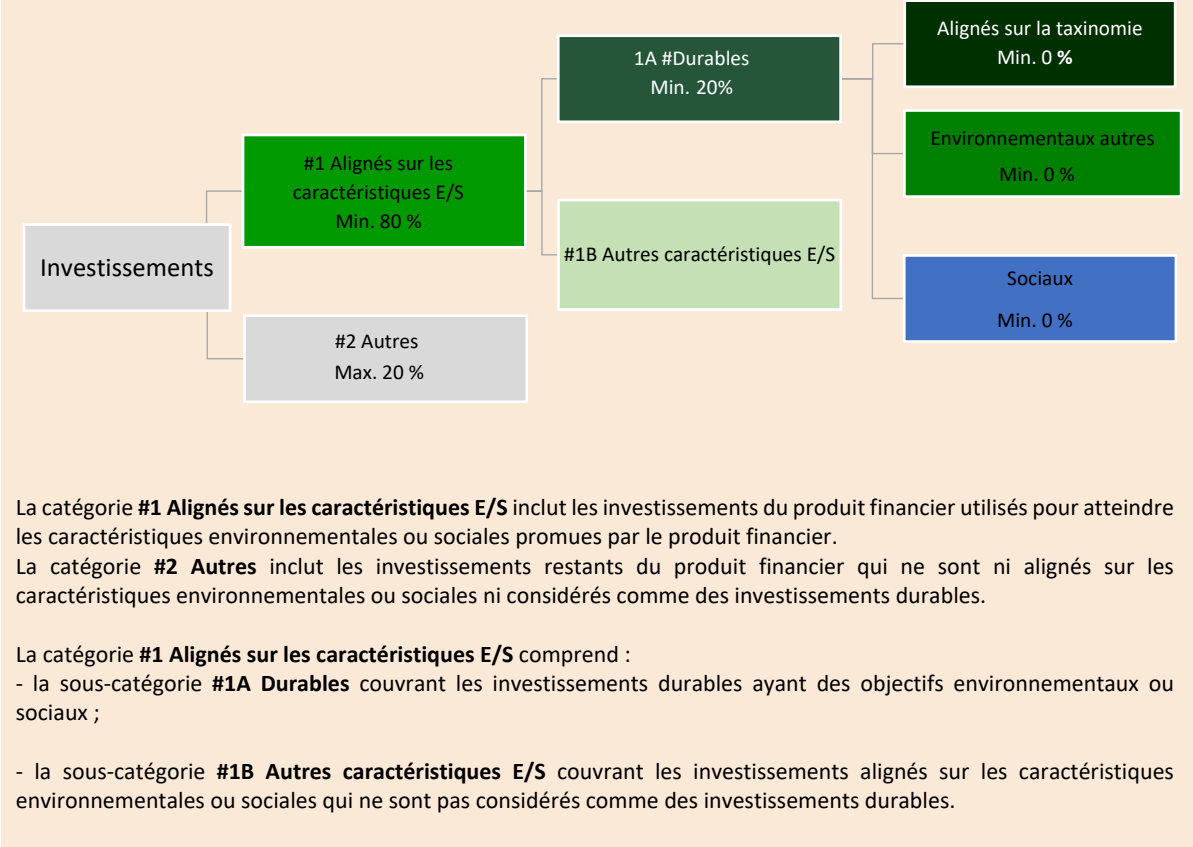 Alignés sur la taxinomie
Min. 0 %
1A #Durables
Min. 20%
Environnementaux autres
Min. 0 %
#1 Alignés sur les
caractéristiques E/S
Min. 80 %
#1B Autres caractéristiques E/S
Investissements
Sociaux
Min. 0 %
#2 Autres
Max. 20 %
La catégorie #1 Alignés sur les caractéristiques E/S inclut les investissements du produit financier utilisés pour atteindre
les caractéristiques environnementales ou sociales promues par le produit financier.
La catégorie #2 Autres inclut les investissements restants du produit financier qui ne sont ni alignés sur les
caractéristiques environnementales ou sociales ni considérés comme des investissements durables.
La catégorie #1 Alignés sur les caractéristiques E/S comprend :
- la sous-catégorie #1A Durables couvrant les investissements durables ayant des objectifs environnementaux ou
sociaux ;
- la sous-catégorie #1B Autres caractéristiques E/S couvrant les investissements alignés sur les caractéristiques
environnementales ou sociales qui ne sont pas considérés comme des investissements durables.